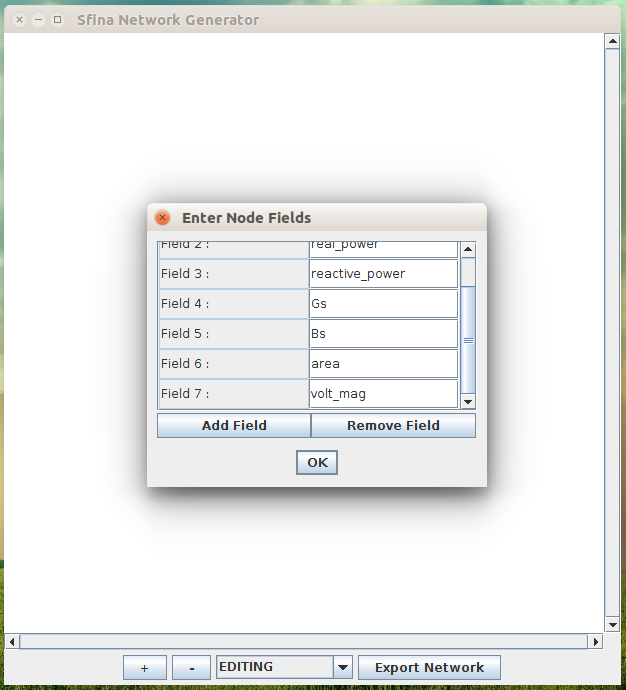 Sfina Network Generator
Enter Node Fields
Field 2 : real_power
Field 3 : reactive_power
Field 4 : Gs
Field 5 : Bs
Field 6 : area
Field 7 : volt_mag
Add Field Remove Field
OK
+ - EDITING Export Network